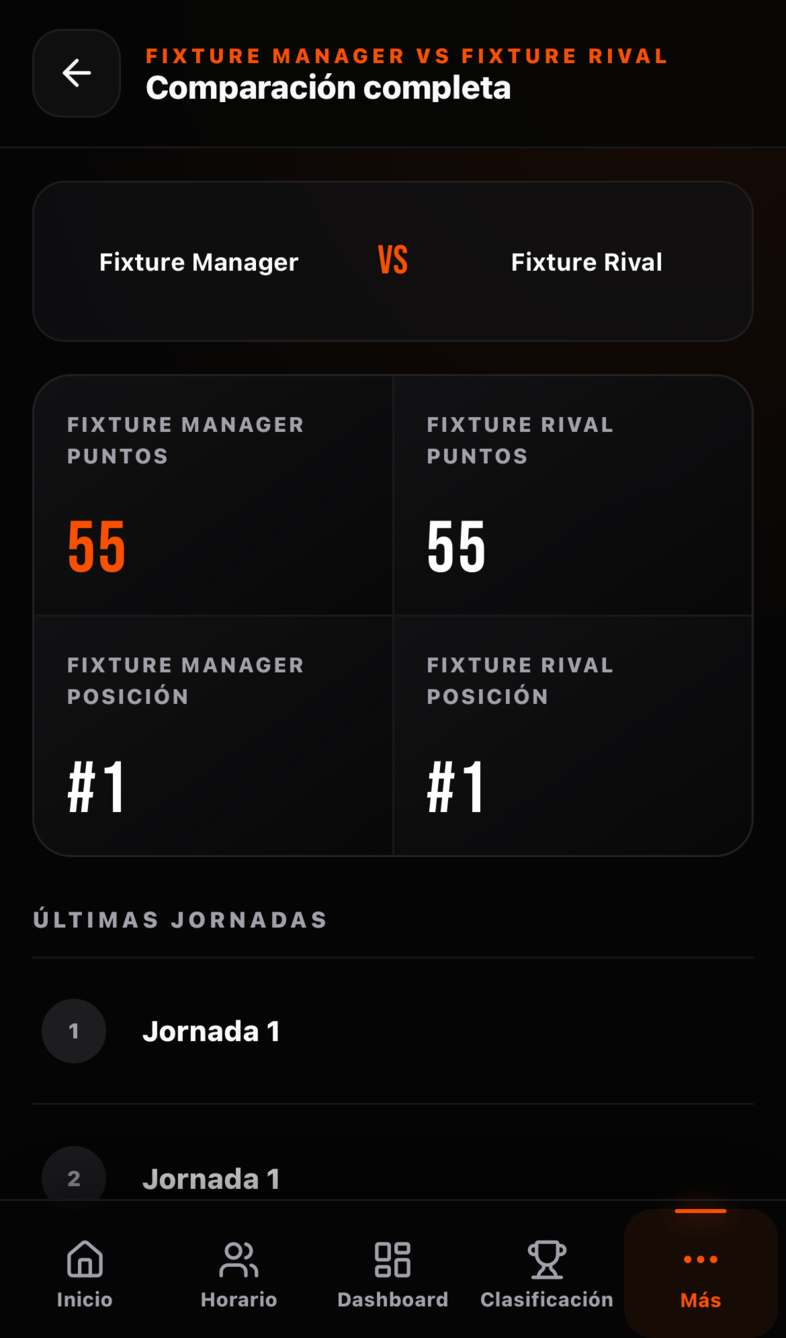 FIXTURE MANAGER VS FIXTURE RIVAL
Comparación completa
Fixture Manager VS Fixture Rival
FIXTURE MANAGER
PUNTOS
55
FIXTURE RIVAL
PUNTOS
55
FIXTURE MANAGER
POSICIÓN
#1
FIXTURE RIVAL
POSICIÓN
#1
ÚLTIMAS JORNADAS
1 Jornada 1
2 Jornada 1
Inicio Horario Dashboard Clasificación Más